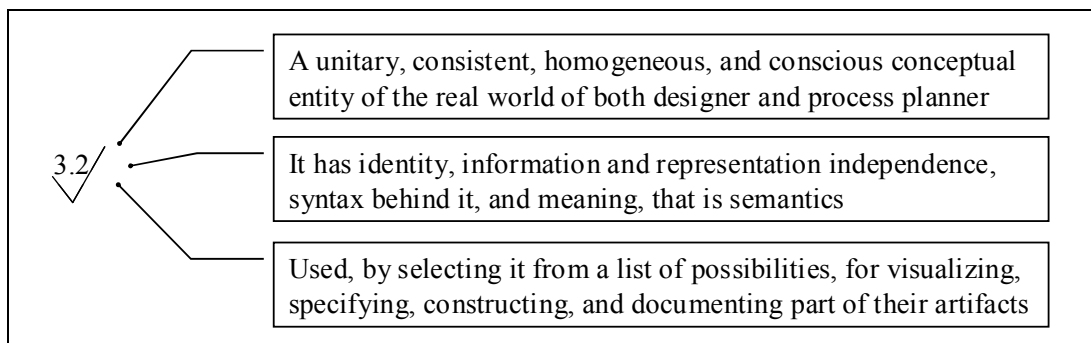 A unitary, consistent, homogeneous, and conscious conceptual
entity of the real world of both designer and process planner
3.2
It has identity, information and representation independence,
syntax behind it, and meaning, that is semantics
Used, by selecting it from a list of possibilities, for visualizing,
specifying, constructing, and documenting part of their artifacts